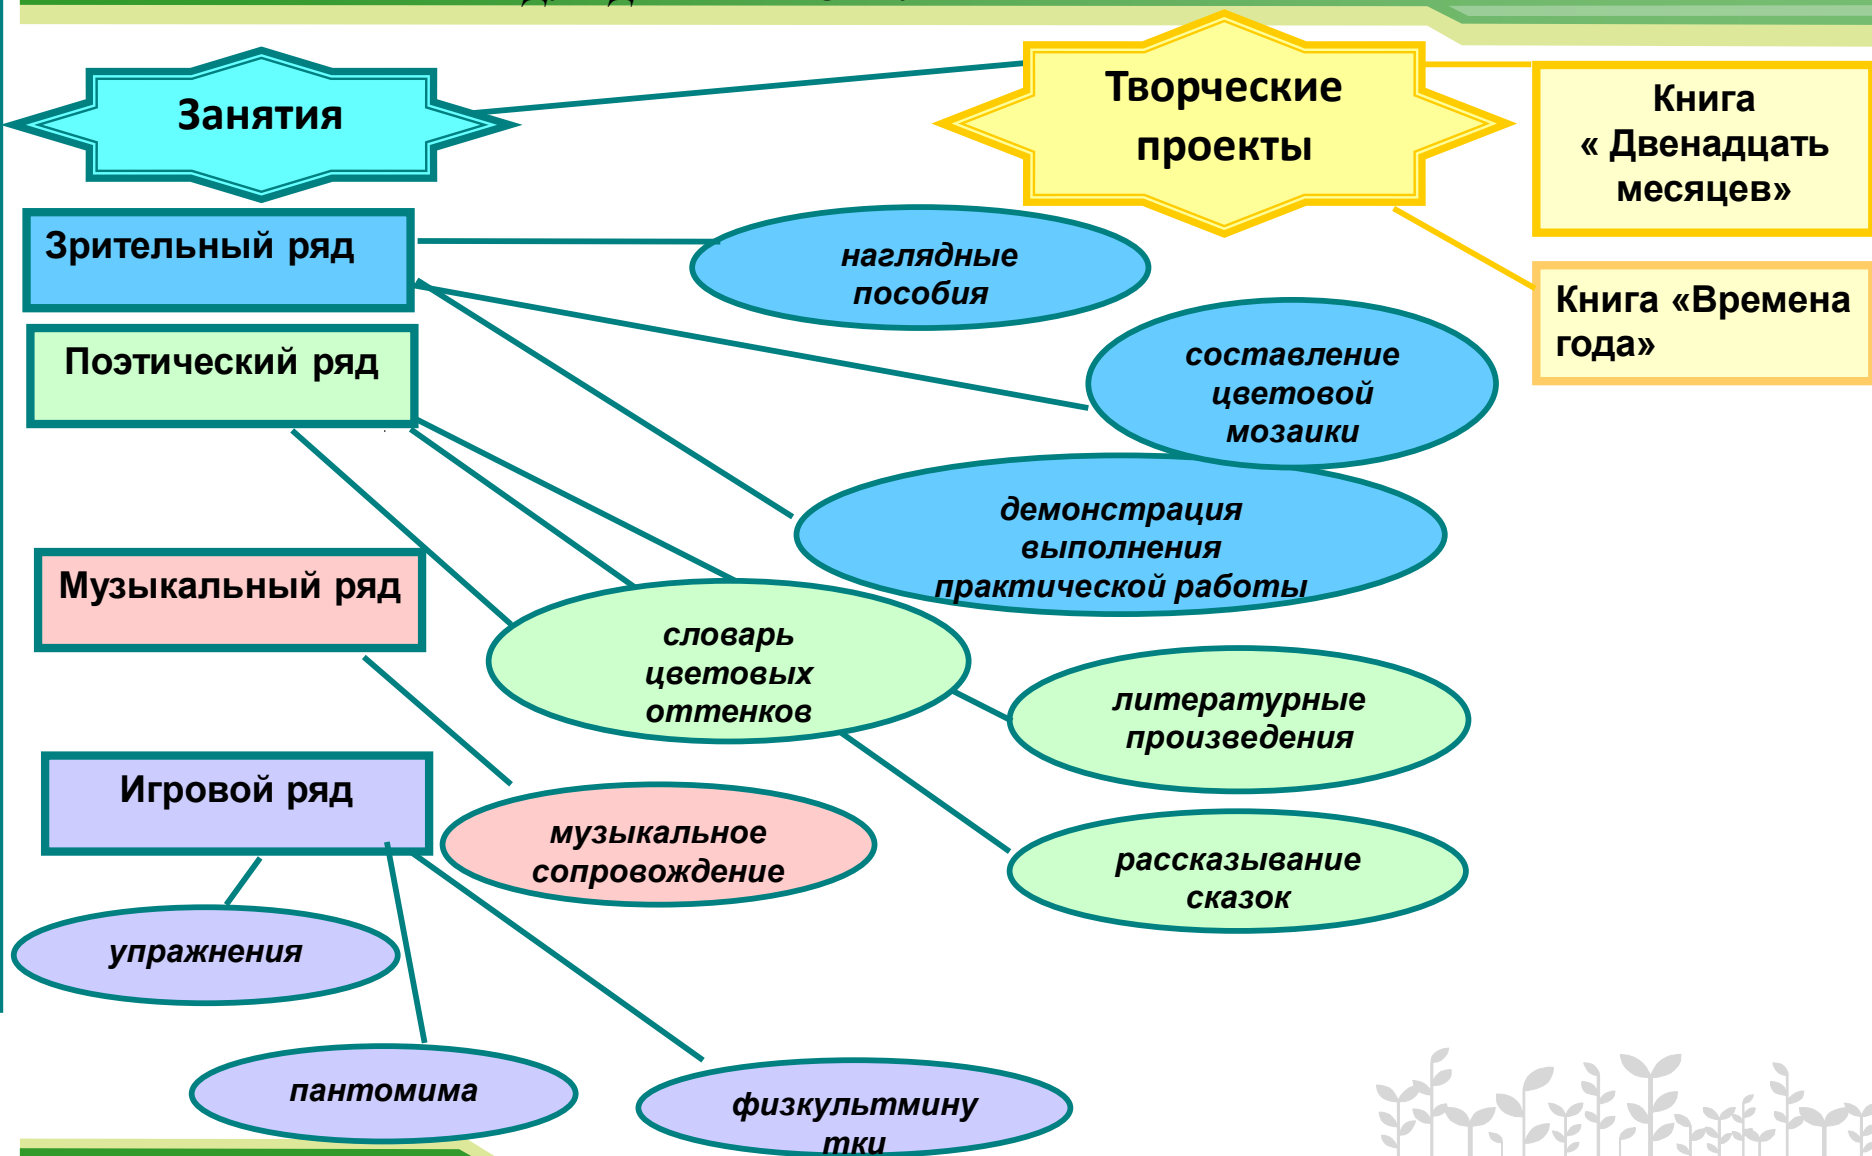 Занятия
Творческие
проекты
Книга
« Двенадцать
месяцев»
Зрительный ряд
наглядные
пособия
Книга «Времена
года»
Поэтический ряд
составление
цветовой
мозаики
демонстрация
выполнения
практической работы
Музыкальный ряд
словарь
цветовых
оттенков
литературные
произведения
Игровой ряд
музыкальное
сопровождение
рассказывание
сказок
упражнения
пантомима
физкультмину
тки